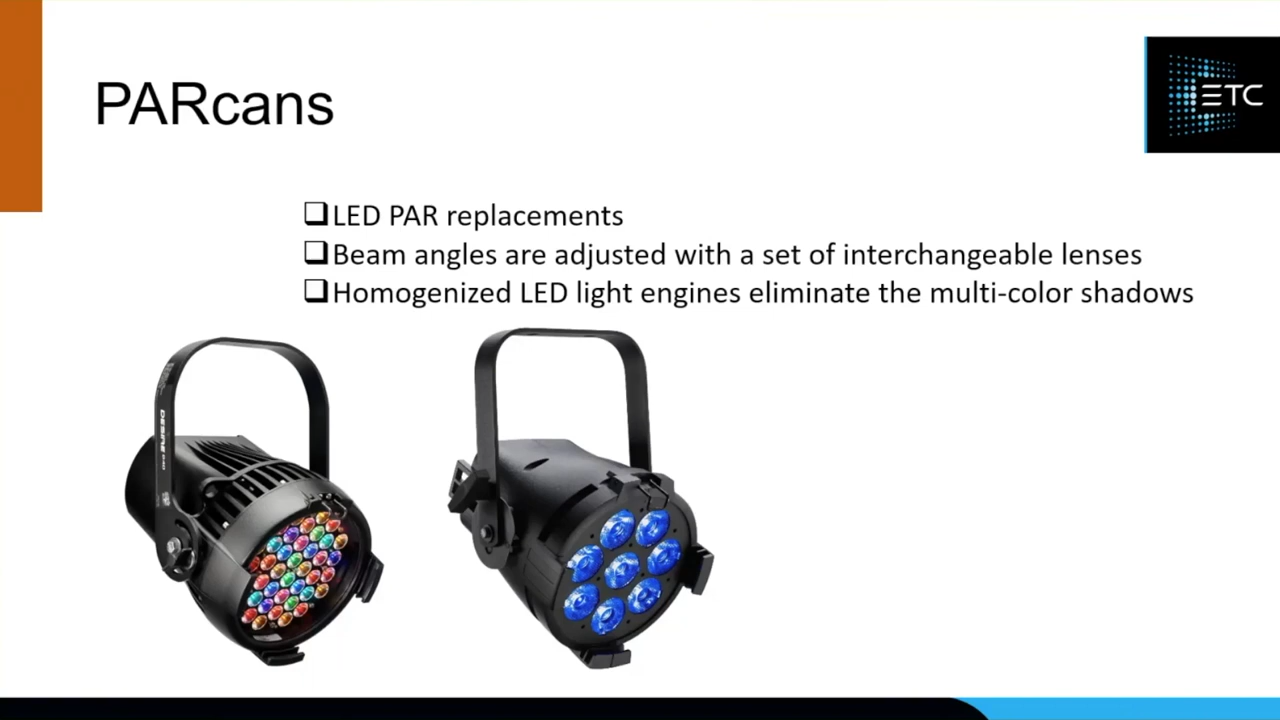 PARcans
ETC
❑LED PAR replacements
❑Beam angles are adjusted with a set of interchangeable lenses
❑Homogenized LED light engines eliminate the multi-color shadows
DESIRE